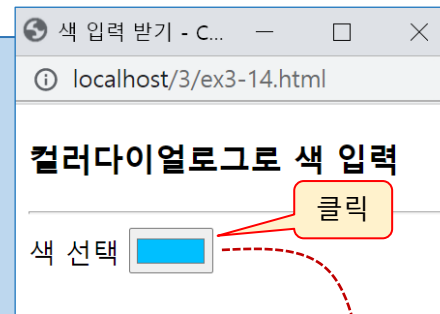 색 입력 받기 - C...
localhost/3/ex3-14.html
컬러다이얼로그로 색 입력
클릭
색 선택